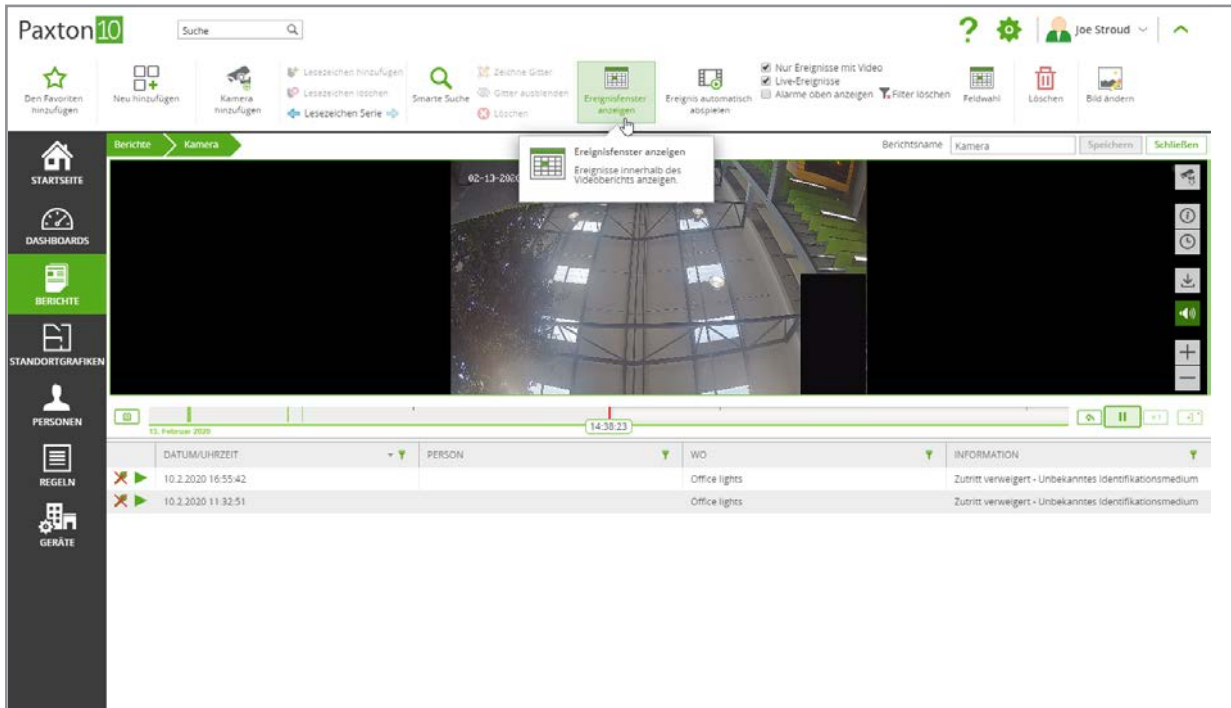 Paxton10
Suche
Joe Stroud
Den Favoriten
hinzufügen
Neu hinzufügen
Kamera
hinzufügen
Lesezeichen hinzufügen
Lesezeichen löschen
Lesezeichen Serie
Smarte Suche
Zeichne Gitter
Gitter ausblenden
Löschen
Ereignisfenster
anzeigen
Ereignis automatisch
abspielen
Nur Ereignisse mit Video
Live-Ereignisse
Alarme oben anzeigen
Filter löschen
Feldwahl
Löschen
Bild ändern
STARTSEITE
DASHBOARDS
BERICHTE
STANDORTGRAFIKEN
PERSONEN
REGELN
GERÄTE
Berichte
Kamera
Berichtsname
Kamera
Speichern
Schließen
Ereignisfenster anzeigen
Ereignisse innerhalb des
Videoberichts anzeigen.
02-13-2020
13. Februar 2020
14:38:23
DATUM/UHRZEIT PERSON WO INFORMATION
10.2.2020 16:55:42 Office lights Zutritt verweigert - Unbekanntes Identifikationsmedium
10.2.2020 11:32:51 Office lights Zutritt verweigert - Unbekanntes Identifikationsmedium